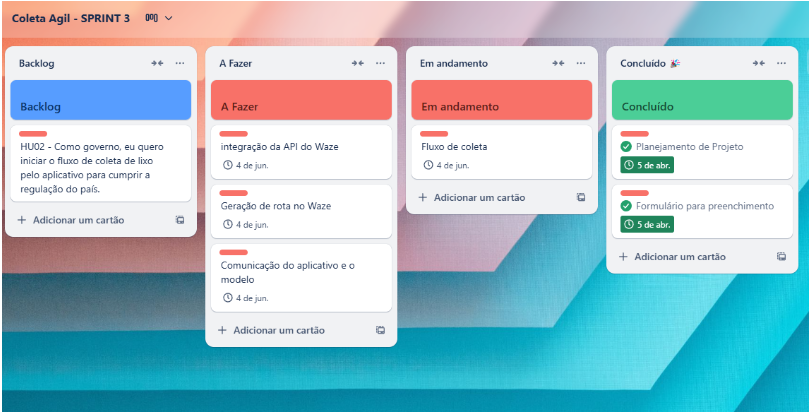 Coleta Agil - SPRINT 3
Backlog
Backlog
HU02 - Como governo, eu quero
iniciar o fluxo de coleta de lixo
pelo aplicativo para cumprir a
regulação do país.
Adicionar um cartão
A Fazer
A Fazer
integração da API do Waze
4 de jun.
Geração de rota no Waze
4 de jun.
Comunicação do aplicativo e o
modelo
4 de jun.
Adicionar um cartão
Em andamento
Em andamento
Fluxo de coleta
4 de jun.
Adicionar um cartão
Concluído 🎉
Concluído
Planejamento de Projeto
5 de abr.
Formulário para preenchimento
5 de abr.
Adicionar um cartão